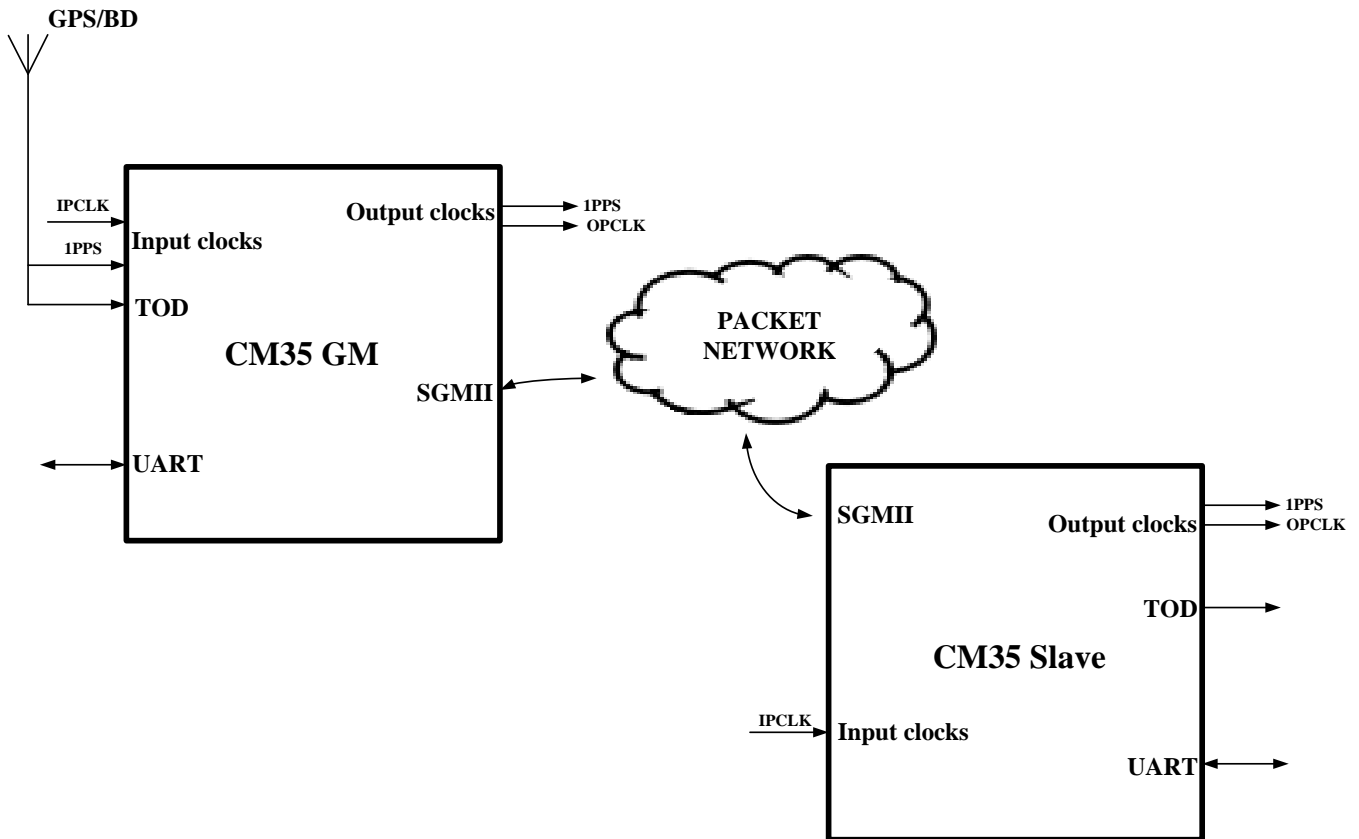 GPS/BD
IPCLK
Input clocks
1PPS
TOD
CM35 GM
UART
Output clocks
1PPS
OPCLK
SGMII
PACKET
NETWORK
SGMII
Output clocks
1PPS
OPCLK
TOD
CM35 Slave
IPCLK
Input clocks
UART